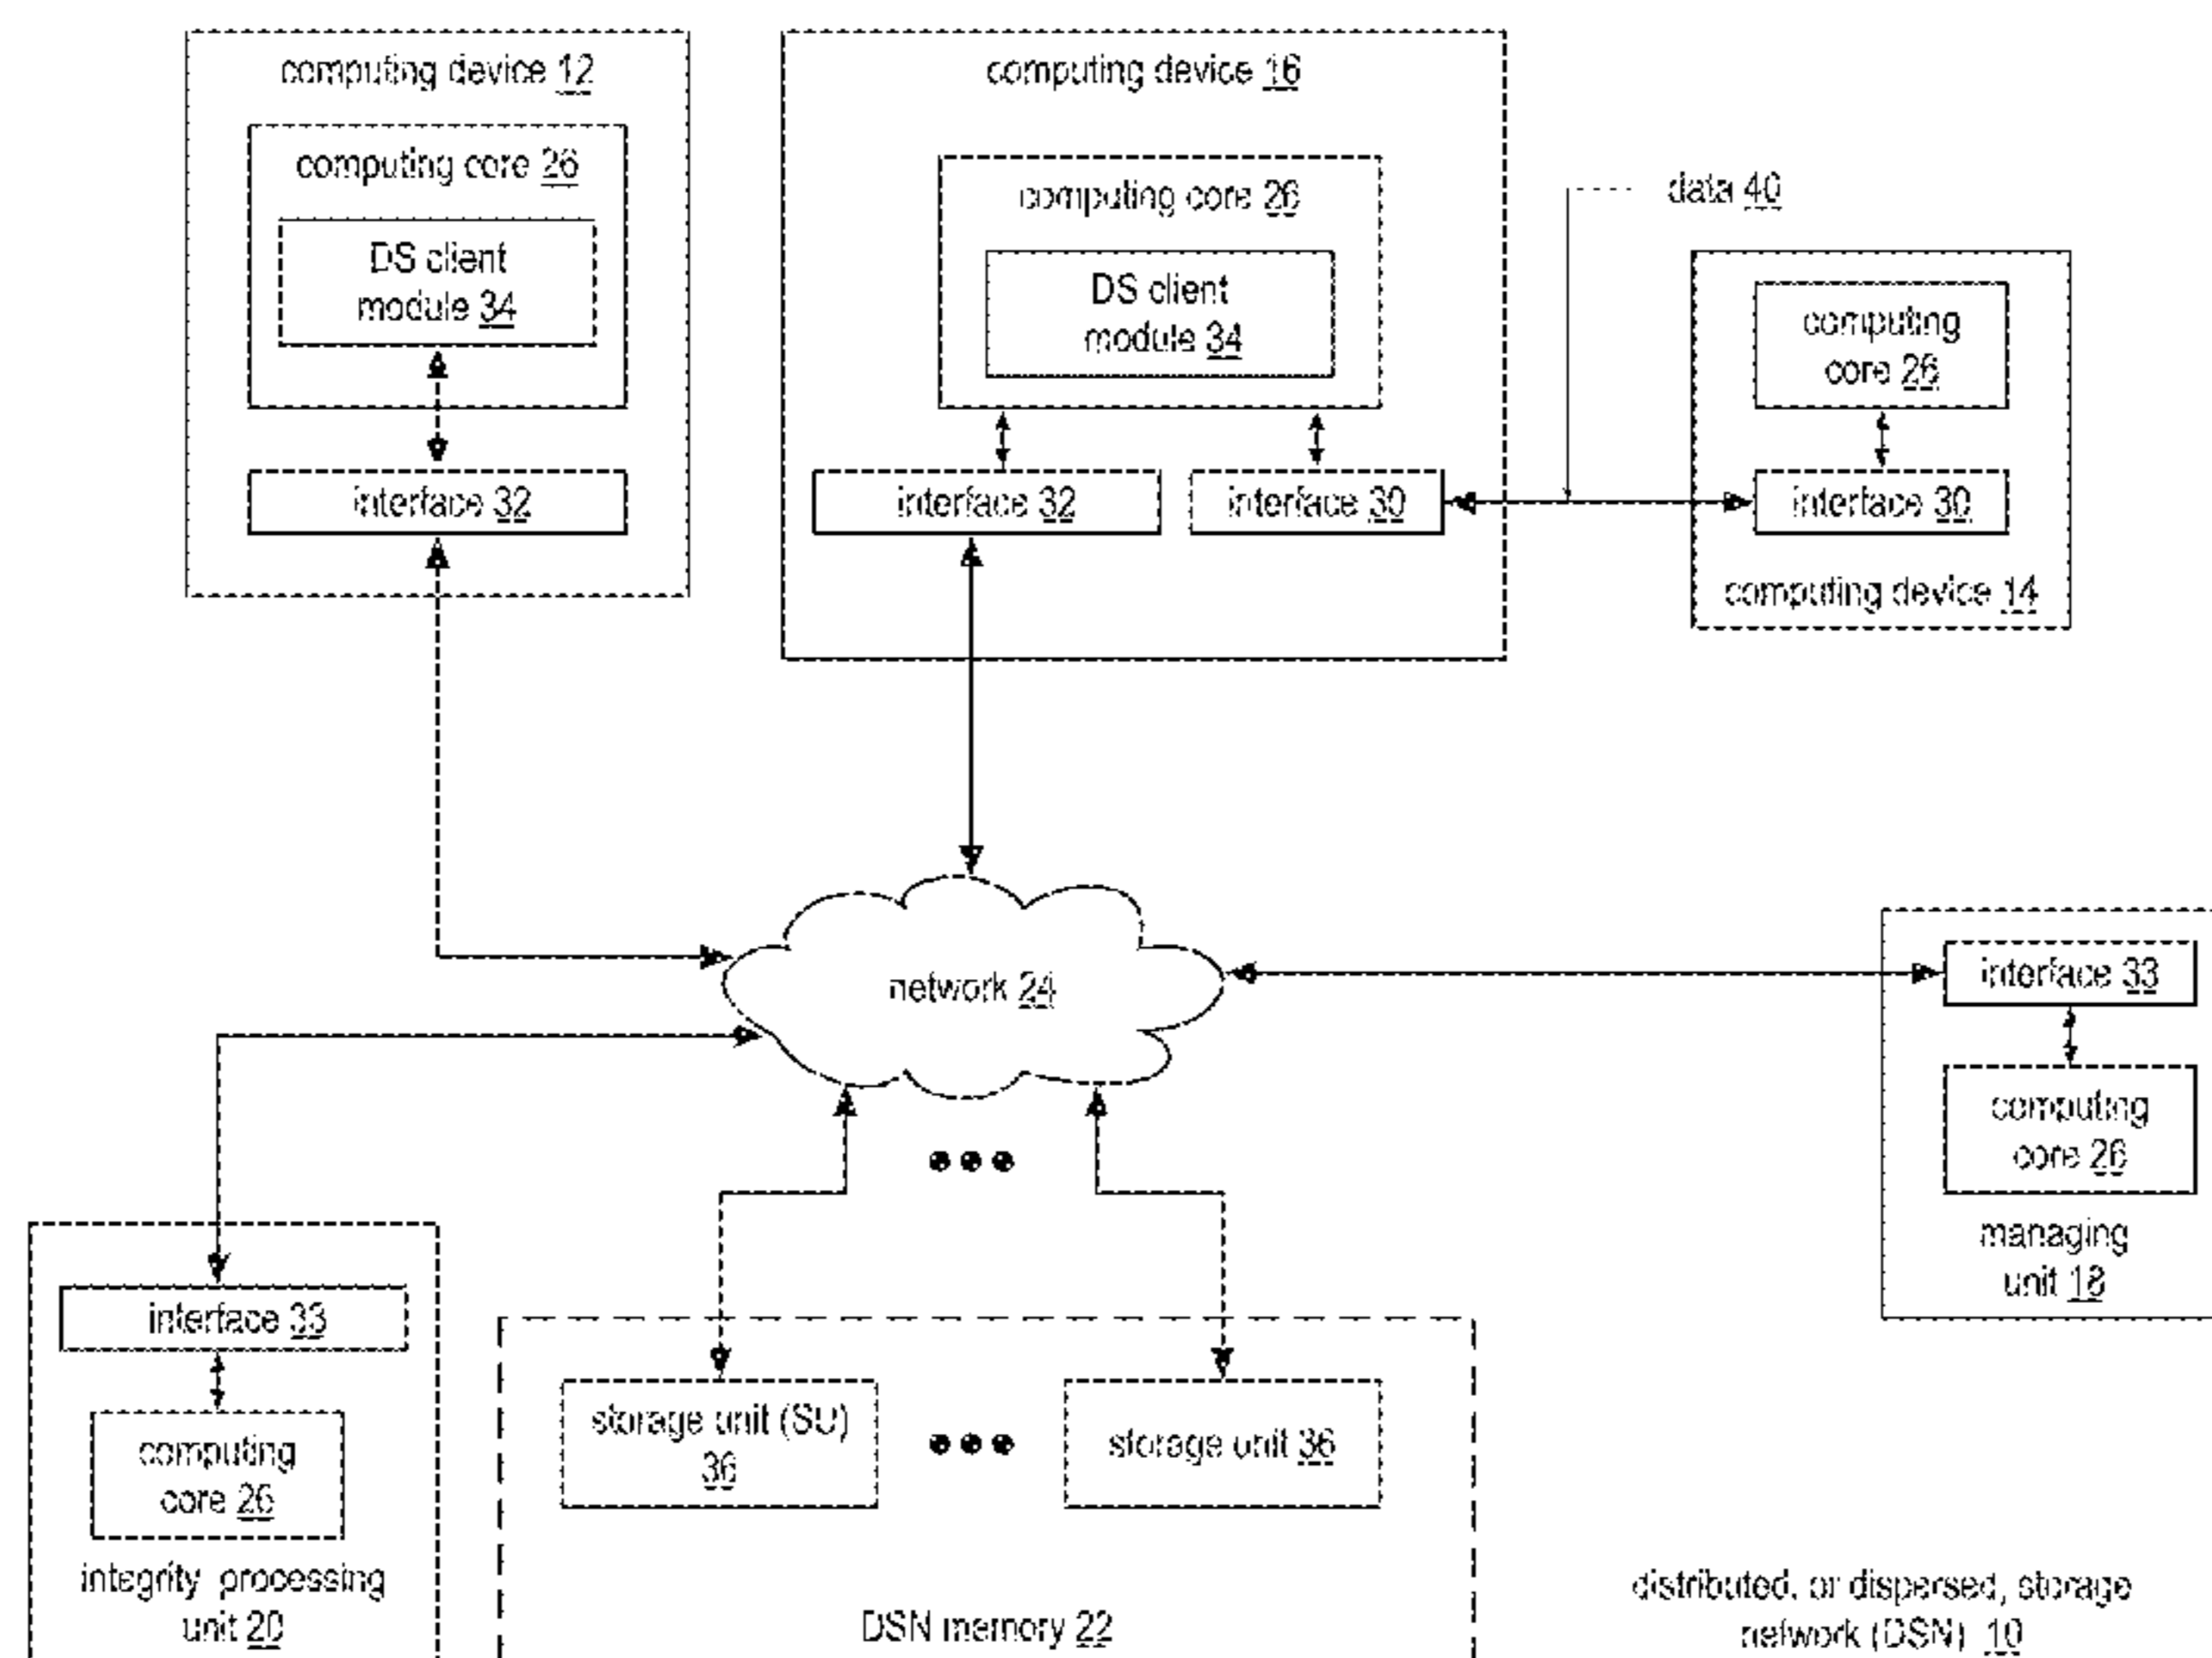 computing device 12
computing core 26
DS client
module 34
interface 32
computing device 16
computing core 26
DS client
module 34
interface 32
interface 30
data 40
computing
core 26
interface 30
computing device 14
network 24
interface 33
computing
core 26
managing
unit 18
interface 33
computing
core 26
integrity processing
unit 20
storage unit (SU)
36
storage unit 36
DSN memory 22
distributed, or dispersed, storage
network (DSN) 10